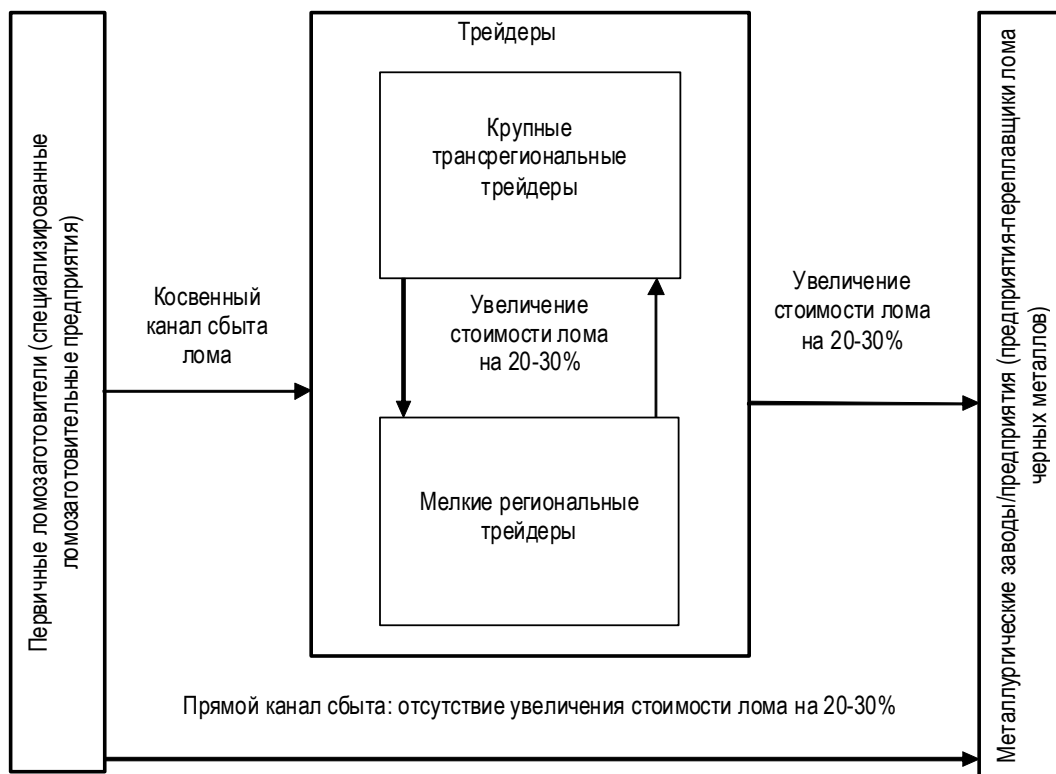 Первичные ломозаготовители (специализированные
ломозаготовительные предприятия)
Косвенный
канал сбыта
лома
Трейдеры
Крупные
трансрегиональные
трейдеры
Увеличение
стоимости лома
на 20-30%
Мелкие региональные
трейдеры
Увеличение
стоимости лома
на 20-30%
Металлургические заводы/предприятия (предприятия-переплавщики лома
черных металлов)
Прямой канал сбыта: отсутствие увеличения стоимости лома на 20-30%